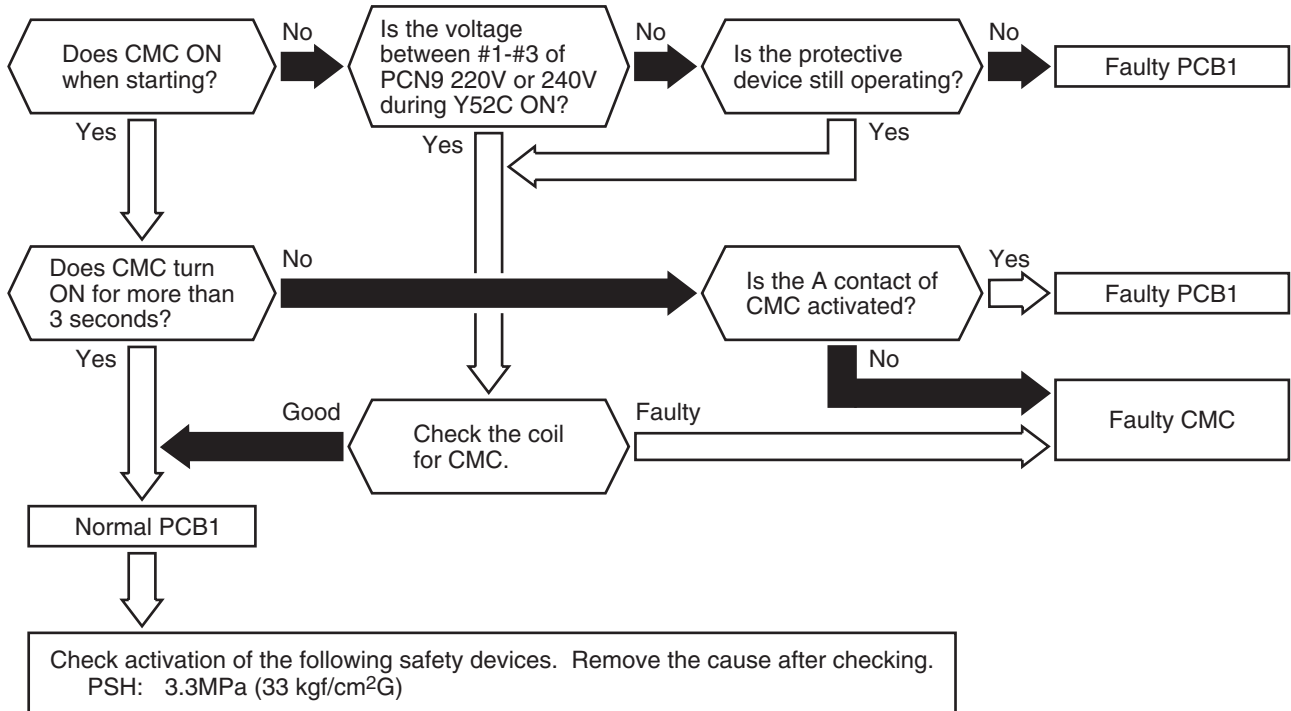 Does CMC ON
when starting?
No
Is the voltage
between #1-#3 of
PCN9 220V or 240V
during Y52C ON?
No
Is the protective
device still operating?
No
Faulty PCB1
Yes
Yes
Yes
Does CMC turn
ON for more than
3 seconds?
No
Is the A contact of
CMC activated?
Yes
Faulty PCB1
Yes
No
Good
Check the coil
for CMC.
Faulty
Faulty CMC
Normal PCB1
Check activation of the following safety devices. Remove the cause after checking.
PSH: 3.3MPa (33 kgf/cm2G)